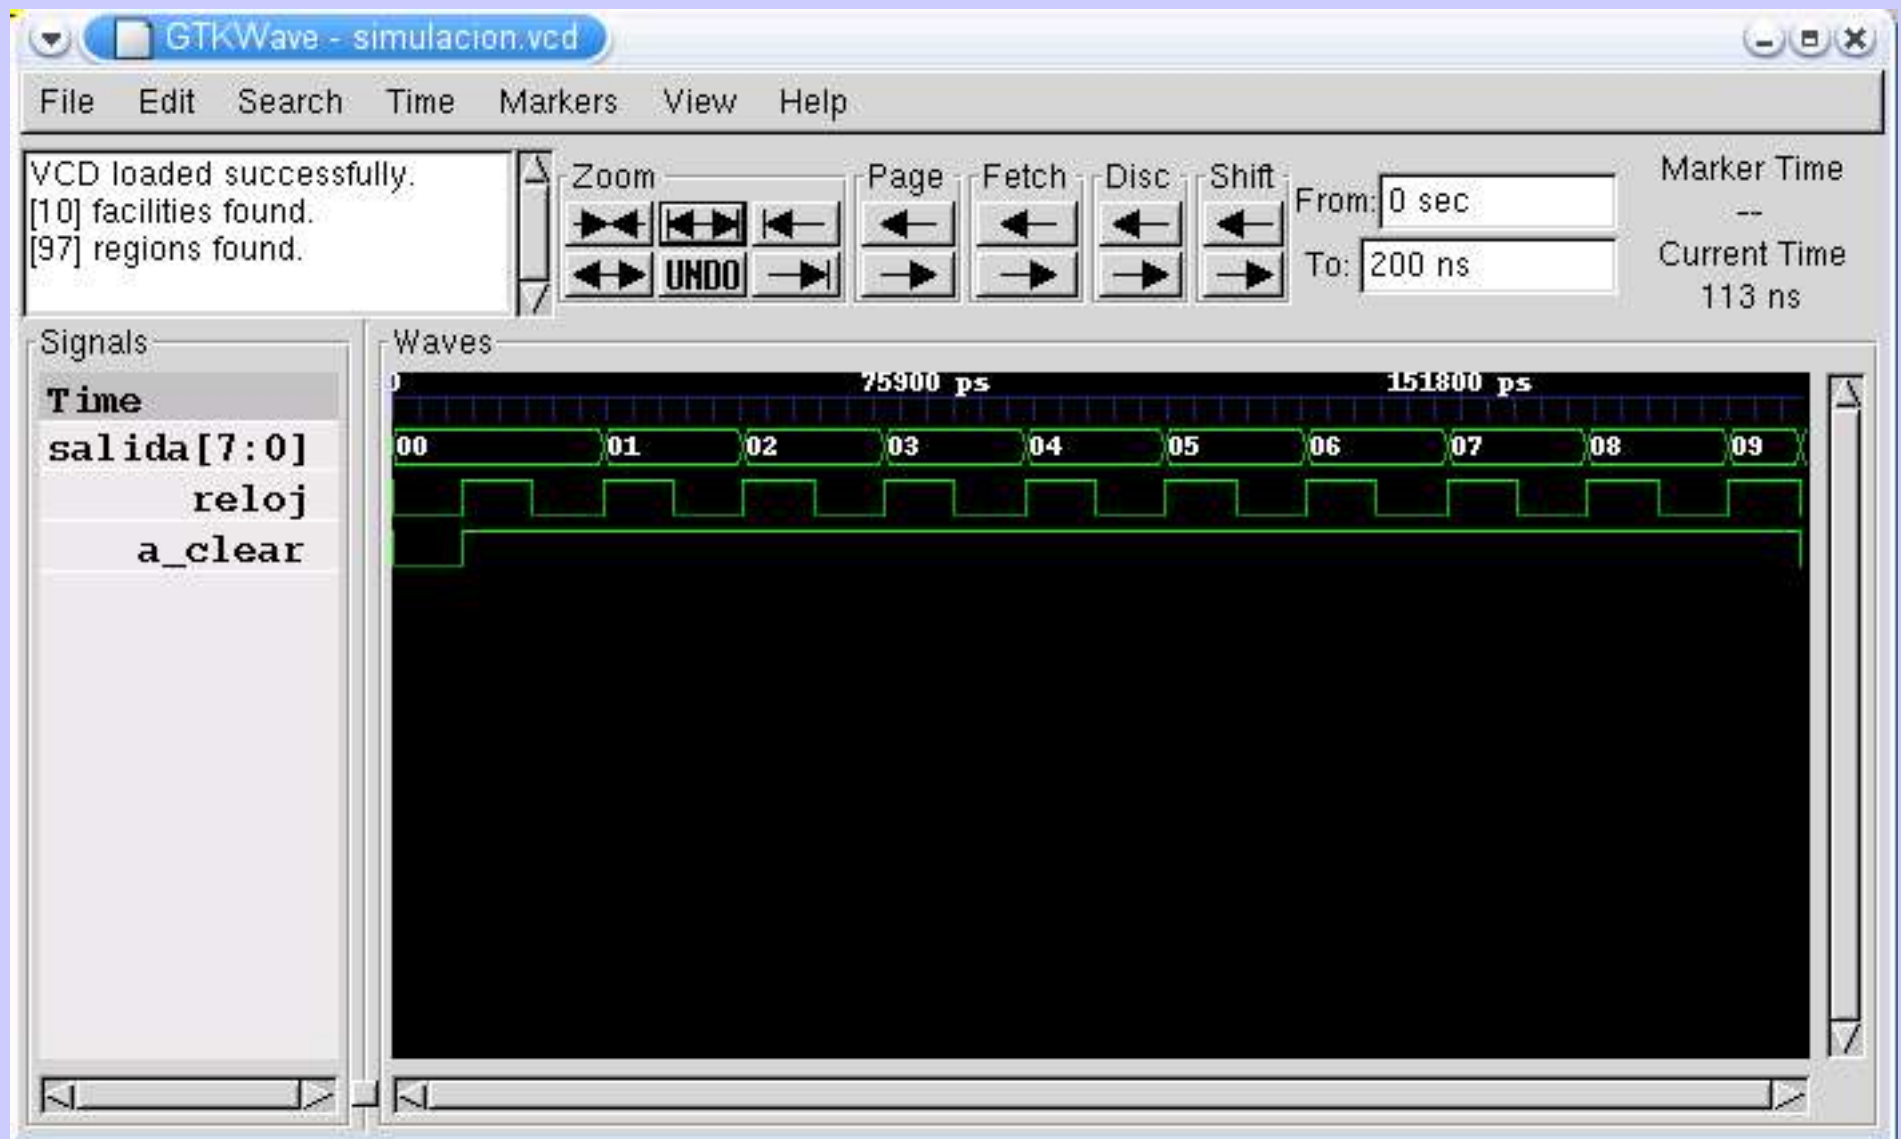 GTKWave - simulacion.vcd
File Edit Search Time Markers View Help
VCD loaded successfully.
[10] facilities found.
[97] regions found.
Zoom Page Fetch Disc Shift
UNDO
From: 0 sec
To: 200 ns
Marker Time
--
Current Time
113 ns
Signals
Time
salida[7:0]
reloj
a_clear
Waves
0 75900 ps 151800 ps
00 01 02 03 04 05 06 07 08 09